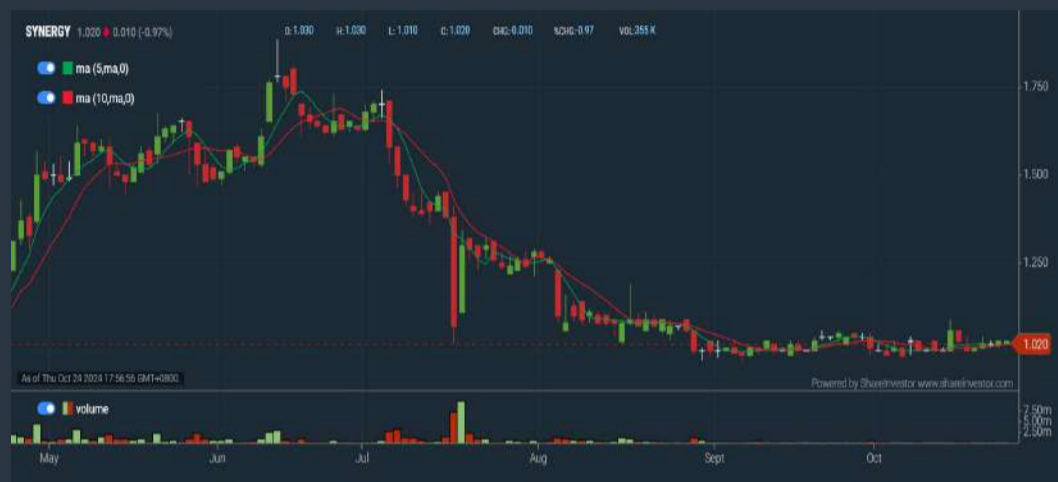 SYNERGY 1.020 0.010 (-0.97%) O:1.030 H:1.030 L:1.010 C:1.020 CHG:-0.010 %CHG:-0.97 VOL:355 K
ma (5,ma,0)
ma (10,ma,0)
1.750
1.500
1.250
1.020
As of Thu Oct 24 2024 17:56:56 GMT+0800
Powered by ShareInvestor www.shareinvestor.com
volume
7.50m
5.00m
2.50m
May Jun Jul Aug Sept Oct